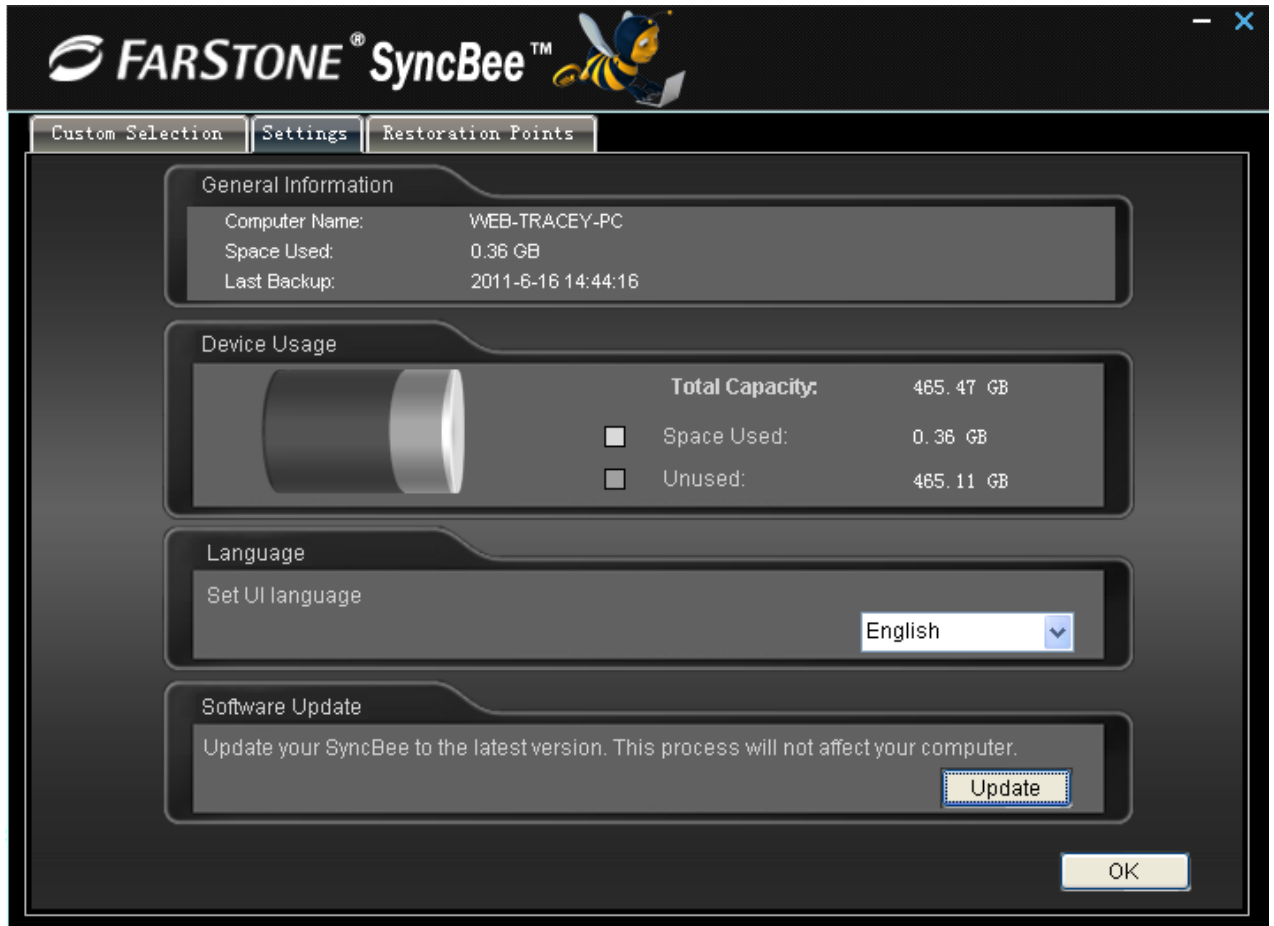 FARSTONE® SyncBee™
Custom Selection Settings Restoration Points
General Information
Computer Name: WEB-TRACEY-PC
Space Used: 0.36 GB
Last Backup: 2011-6-16 14:44:16
Device Usage
Total Capacity: 465.47 GB
Space Used: 0.36 GB
Unused: 465.11 GB
Language
Set UI language
English
Software Update
Update your SyncBee to the latest version. This process will not affect your computer.
Update
OK